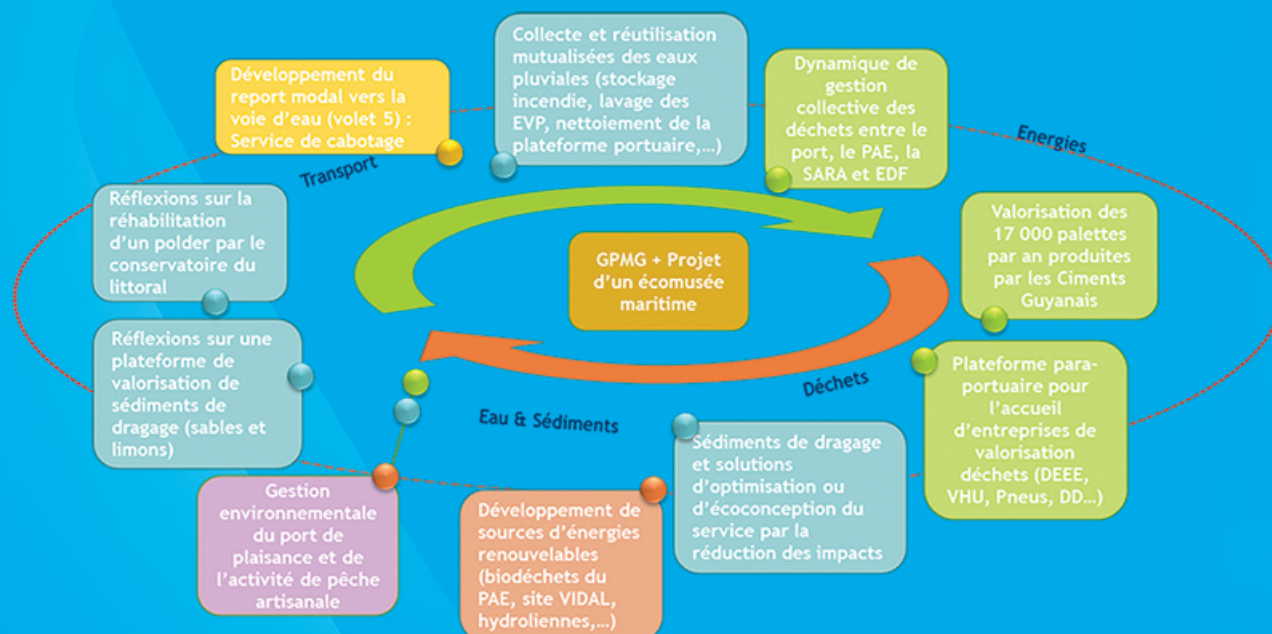 Développement du
report modal vers la
voie d'eau (volet 5) :
Service de cabotage
Collecte et réutilisation
mutualisées des eaux
pluviales (stockage
incendie, lavage des
EVP, nettoiement de la
plateforme portuaire,...)
Dynamique de
gestion
collective des
déchets entre le
port, le PAE, la
SARA et EDF
Energies
Transport
Réflexions sur la
réhabilitation
d'un polder par le
conservatoire du
littoral
GPMG + Projet
d'un écomusée
maritime
Valorisation des
17 000 palettes
par an produites
par les Ciments
Guyanais
Réflexions sur une
plateforme de
valorisation de
sédiments de
dragage (sables et
limons)
Déchets
Plateforme para-
portuaire pour
l'accueil
d'entreprises de
valorisation
déchets (DEEE,
VHU, Pneus, DD...)
Eau & Sédiments
Sédiments de dragage
et solutions
d'optimisation ou
d'écoconception du
service par la
réduction des impacts
Gestion
environnementale
du port de
plaisance et de
l'activité de pêche
artisanale
Développement de
sources d'énergies
renouvelables
(biodéchets du
PAE, site VIDAL,
hydroliennes,...)